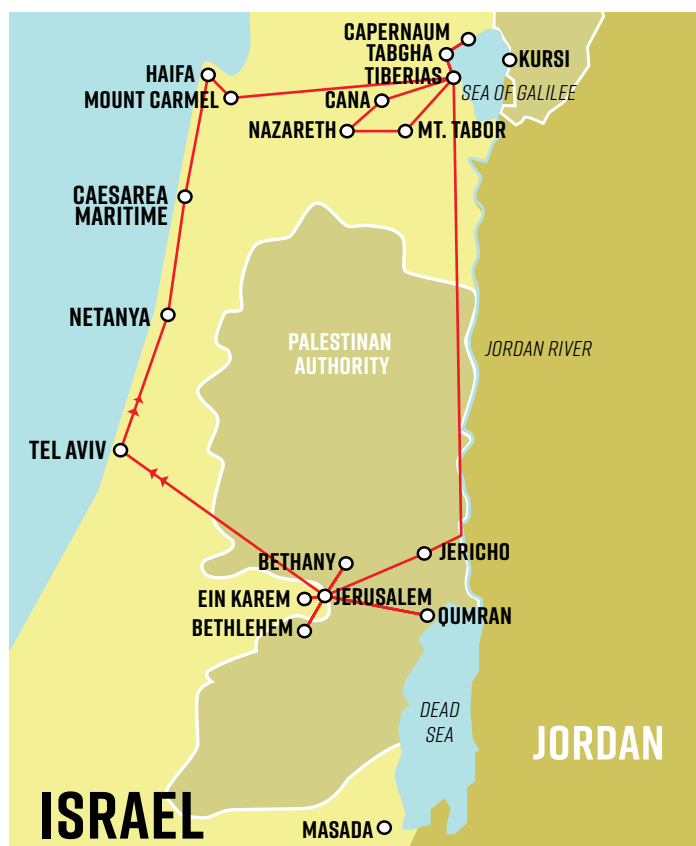 CAPERNAUM
TABGHA
KURSI
HAIFA
TIBERIAS
MOUNT CARMEL
CANA
SEA OF GALILEE
NAZARETH
MT. TABOR
CAESAREA
MARITIME
NETANYA
PALESTINAN
AUTHORITY
JORDAN RIVER
TEL AVIV
BETHANY
JERICHO
EIN KAREM
JERUSALEM
BETHLEHEM
QUMRAN
DEAD
SEA
JORDAN
ISRAEL
MASADA